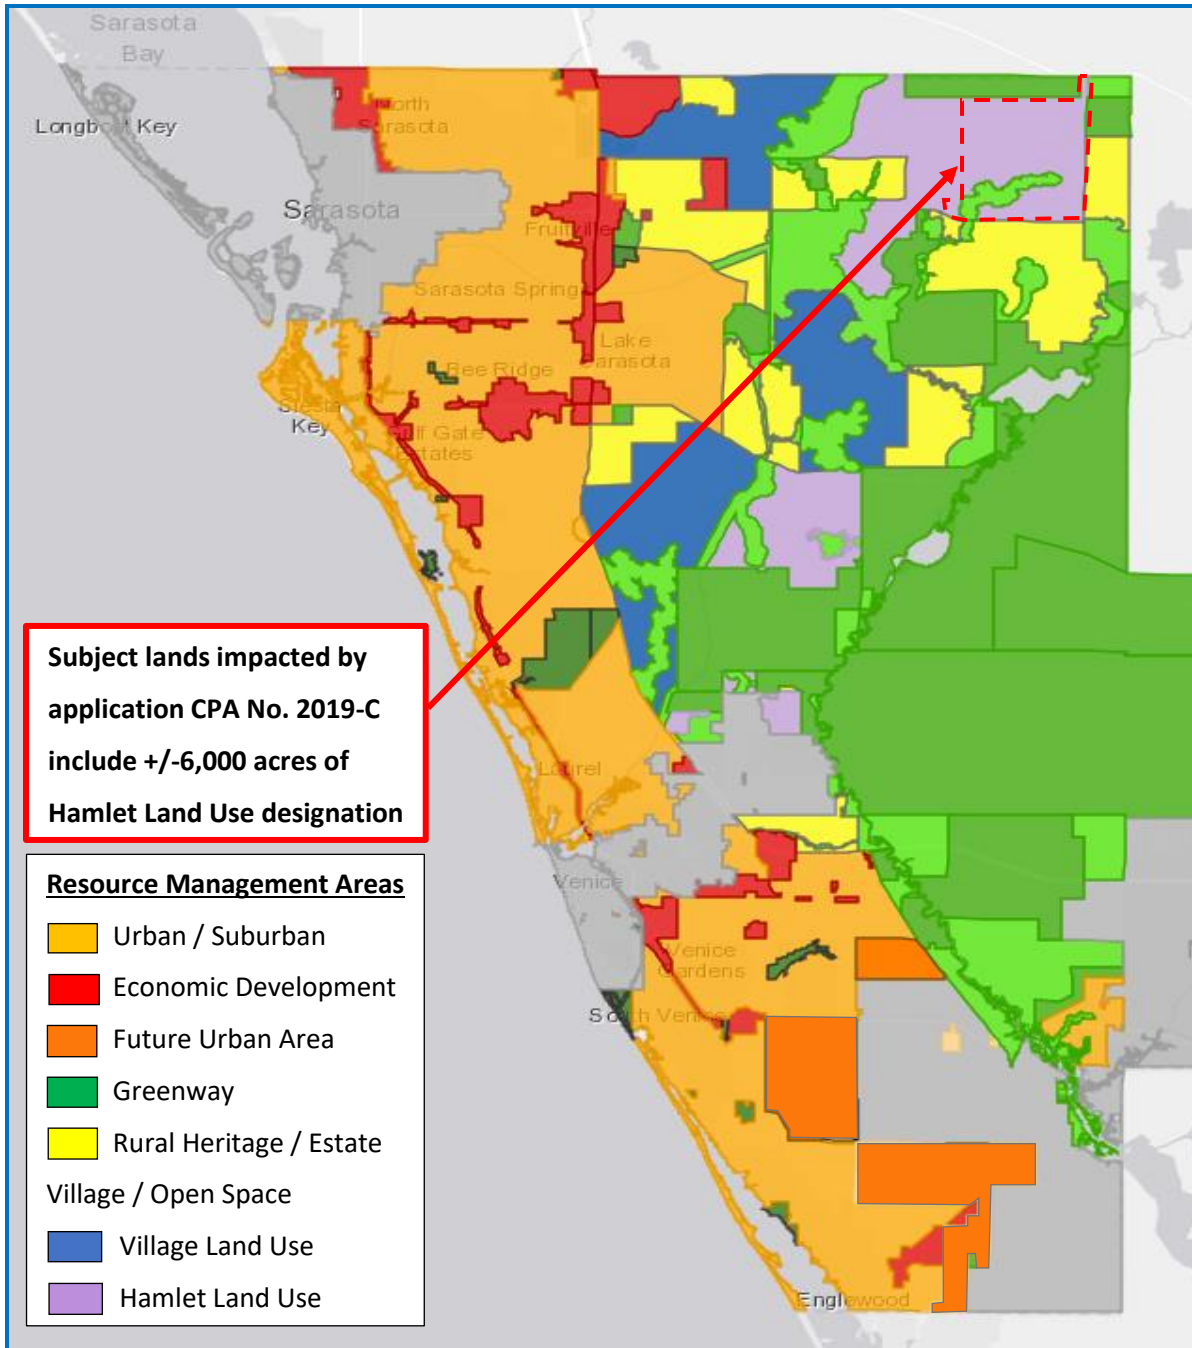 Sarasota
Bay
Longboat Key
North
Sarasota
Sarasota
Fruitville
Sarasota Springs
Lake
Sarasota
Bee Ridge
Siesta
Key
Gulf Gate
Estates
Subject lands impacted by
application CPA No. 2019-C
include +/-6,000 acres of
Hamlet Land Use designation
Laurel
Venice
Venice
Gardens
South Venice
Englewood
Resource Management Areas
Urban / Suburban
Economic Development
Future Urban Area
Greenway
Rural Heritage / Estate
Village / Open Space
Village Land Use
Hamlet Land Use